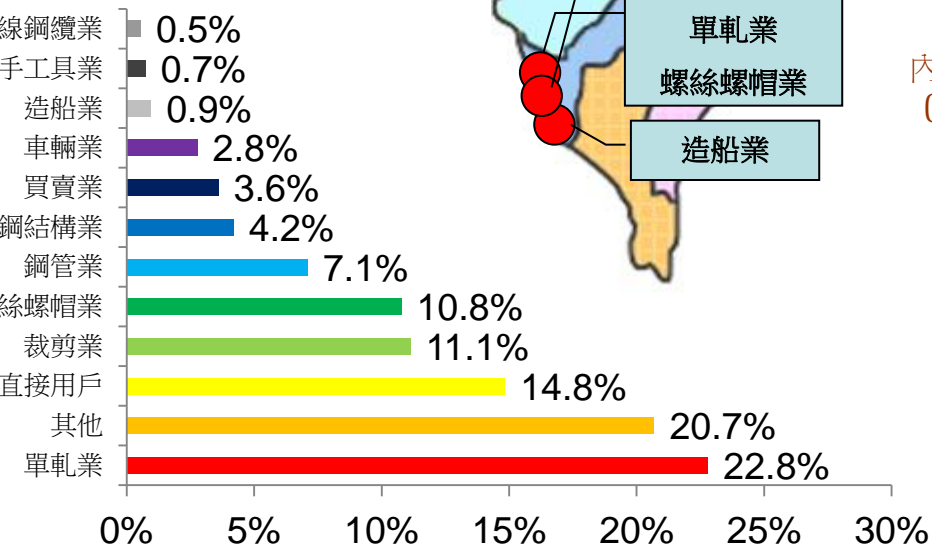 線鋼纜業 0.5%
手工具業 0.7%
造船業 0.9%
車輛業 2.8%
買賣業 3.6%
鋼結構業 4.2%
鋼管業 7.1%
絲螺帽業 10.8%
裁剪業 11.1%
直接用戶 14.8%
其他 20.7%
單軋業 22.8%
0% 5% 10% 15% 20% 25% 30%
單軋業
螺絲螺帽業
造船業
內